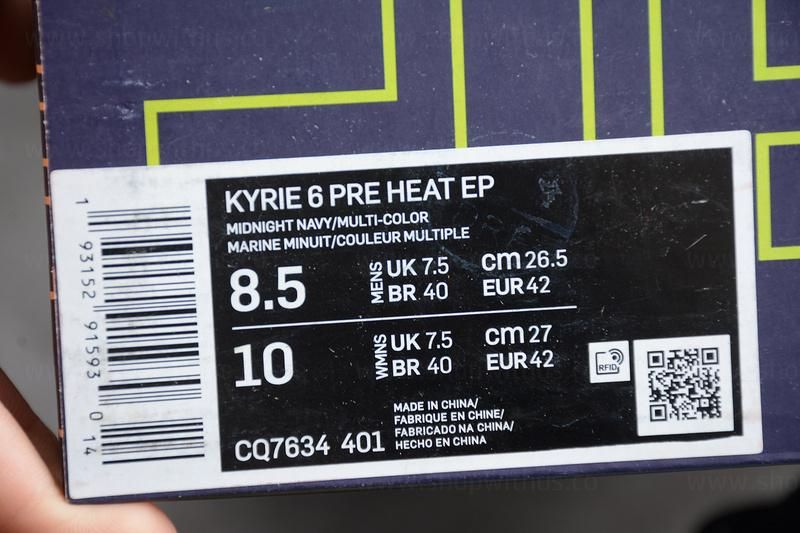 KYRIE 6 PRE HEAT EP
MIDNIGHT NAVY/MULTI-COLOR
MARINE MINUIT/COULEUR MULTIPLE
8.5 MENS UK 7.5 cm 26.5
BR 40 EUR 42
10 WMNS UK 7.5 cm 27
BR 40 EUR 42
RFID
MADE IN CHINA/
FABRIQUE EN CHINE/
FABRICADO NA CHINA/
HECHO EN CHINA
CQ7634 401
1 93152 91593 0 14
www.shopwithus.co